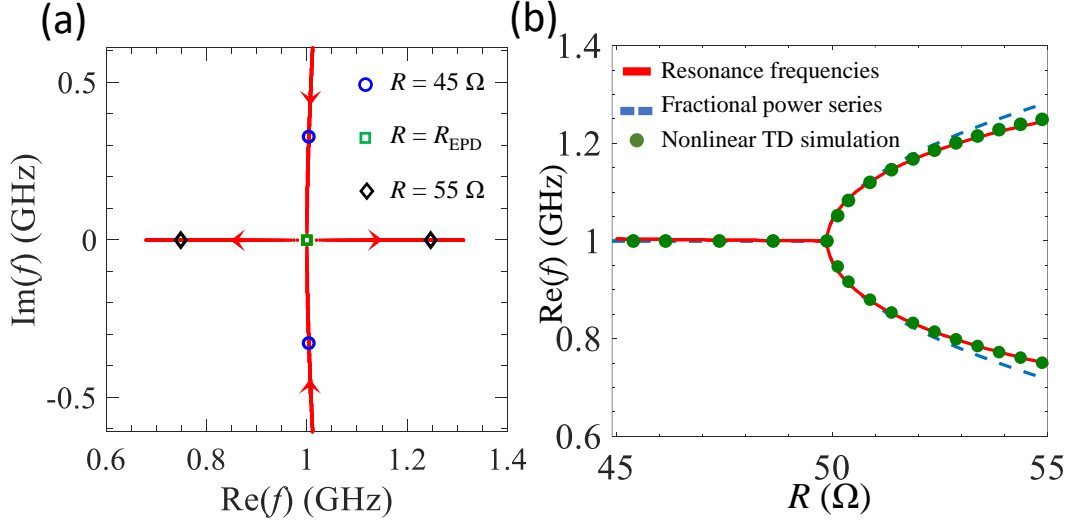 (a)
0.5
0
-0.5
Im(f) (GHz)
R = 45 Ω
R = R_EPD
R = 55 Ω
0.6
0.8
1
1.2
1.4
Re(f) (GHz)
(b)
1.4
1.2
1
0.8
0.6
Re(f) (GHz)
Resonance frequencies
Fractional power series
Nonlinear TD simulation
45
50
55
R (Ω)